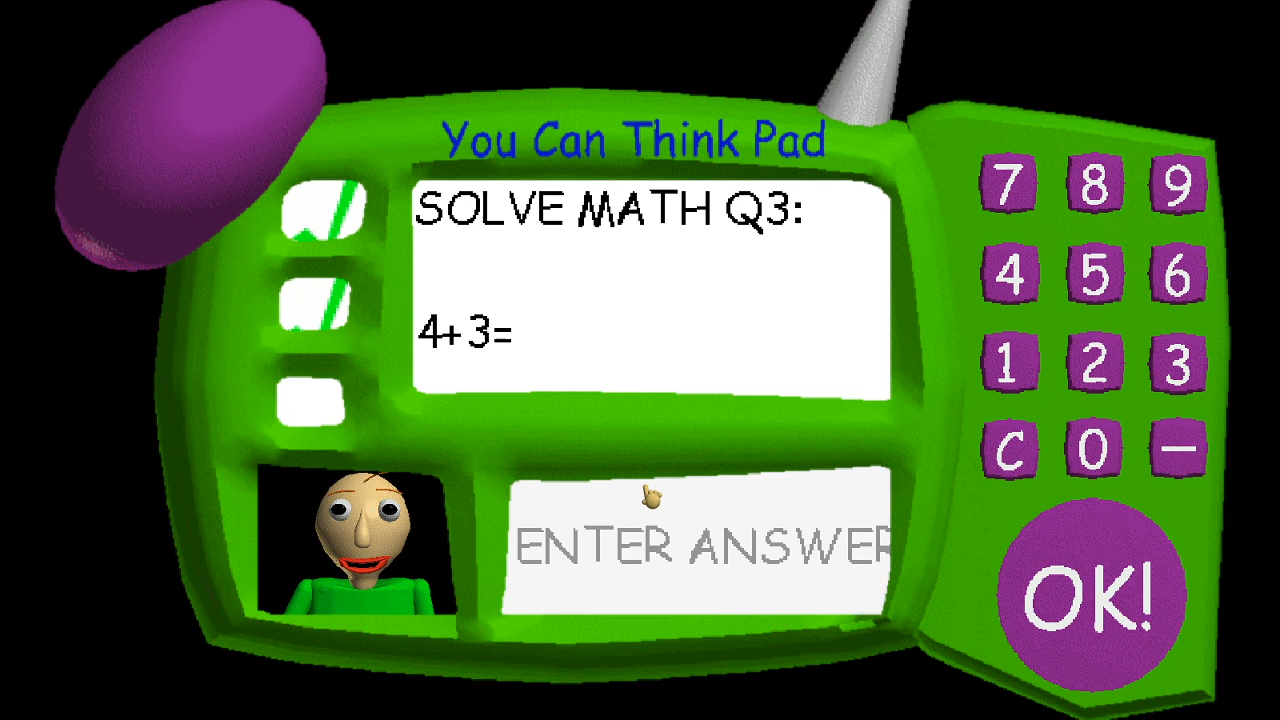 You Can Think Pad
SOLVE MATH Q3:
4+3=
ENTER ANSWER
7 8 9
4 5 6
1 2 3
C 0 −
OK!